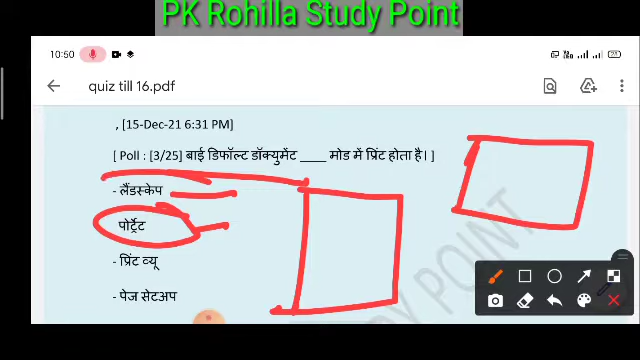 PK Rohilla Study Point
10:50
quiz till 16.pdf
, [15-Dec-21 6:31 PM]
[ Poll : [3/25] बाई डिफॉल्ट डॉक्युमेंट ____ मोड में प्रिंट होता है। ]
- लैंडस्केप
पोर्ट्रेट
- प्रिंट व्यू
- पेज सेटअप